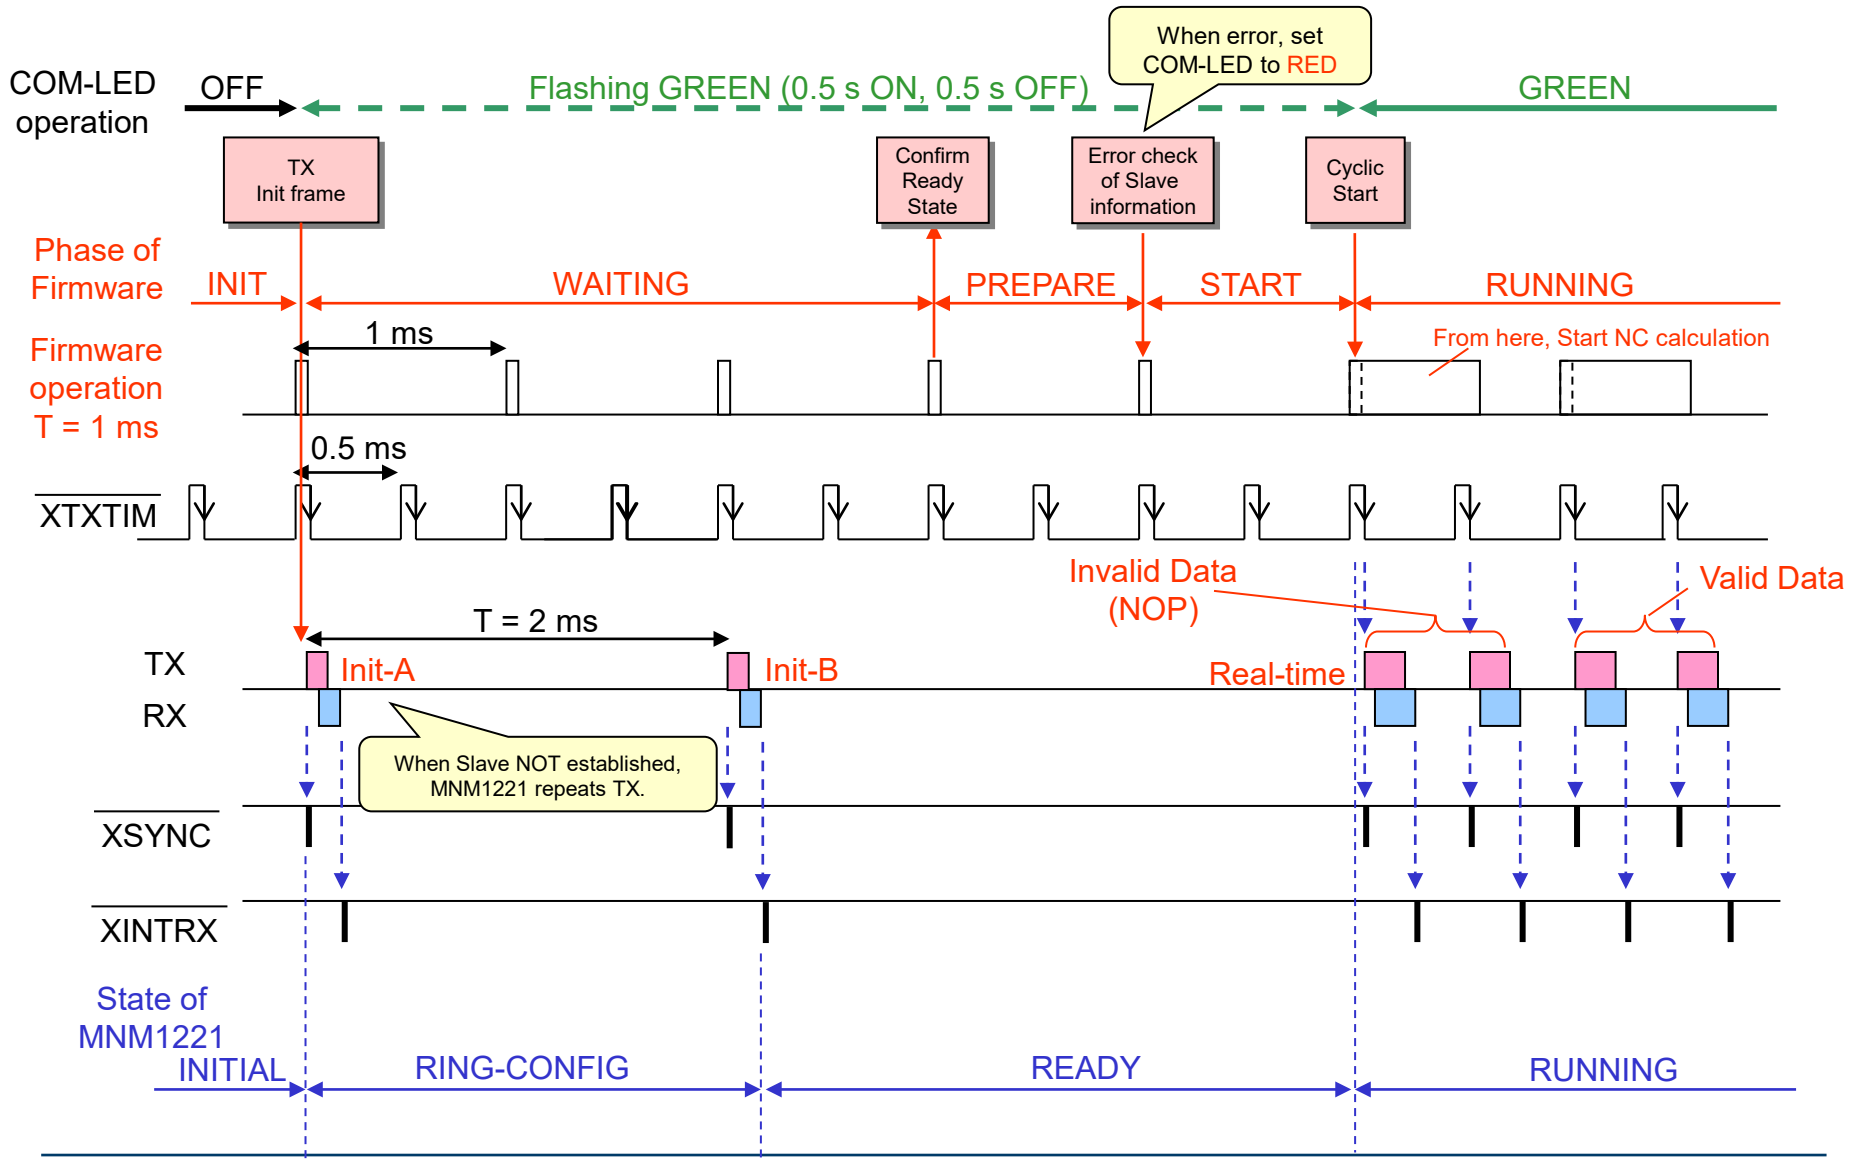 When error, set
COM-LED to RED
COM-LED
operation
OFF
Flashing GREEN (0.5 s ON, 0.5 s OFF)
GREEN
TX
Init frame
Confirm
Ready
State
Error check
of Slave
information
Cyclic
Start
Phase of
Firmware
INIT
WAITING
PREPARE
START
RUNNING
Firmware
operation
T = 1 ms
1 ms
From here, Start NC calculation
0.5 ms
XTXTIM
Invalid Data
(NOP)
Valid Data
T = 2 ms
TX
Init-A
Init-B
Real-time
RX
When Slave NOT established,
MNM1221 repeats TX.
XSYNC
XINTRX
State of
MNM1221
INITIAL
RING-CONFIG
READY
RUNNING